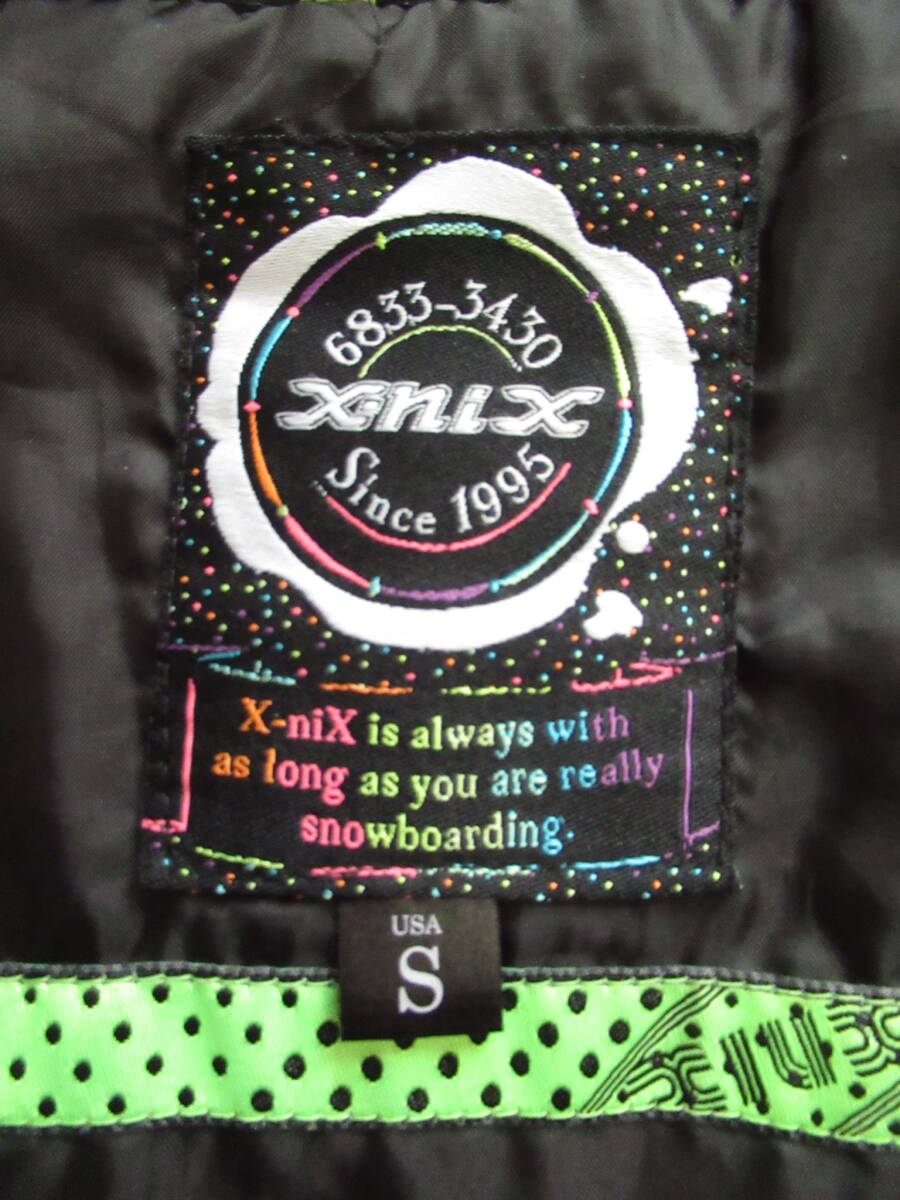 6833-3430
X-niX
Since 1995
X-niX is always with
as long as you are really
snowboarding.
USA
S